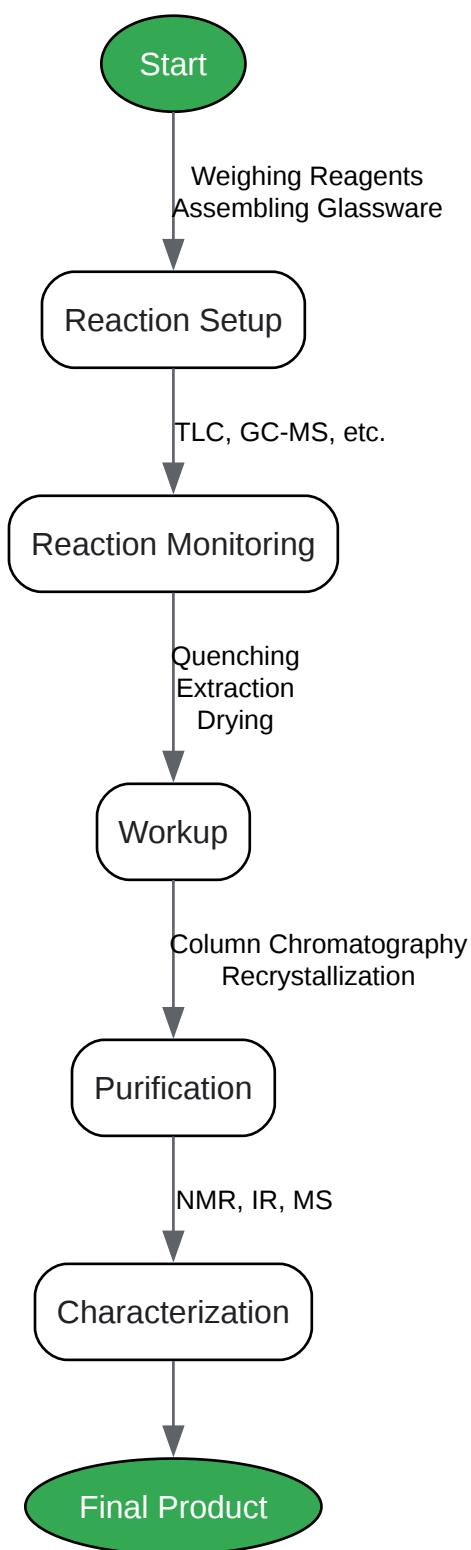 Start
Weighing Reagents
Assembling Glassware
Reaction Setup
TLC, GC-MS, etc.
Reaction Monitoring
Quenching
Extraction
Drying
Workup
Column Chromatography
Recrystallization
Purification
NMR, IR, MS
Characterization
Final Product